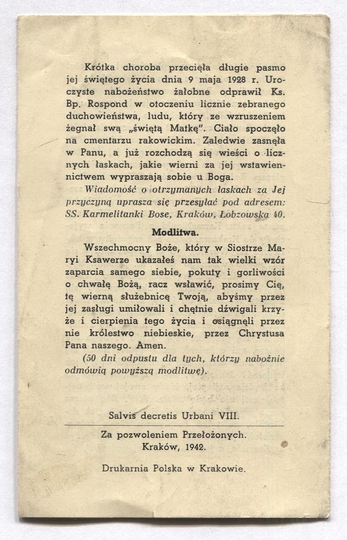 Krótka choroba przecięła długie pasmo
jej świętego życia dnia 9 maja 1928 r. Uro-
czyste nabożeństwo żałobne odprawił Ks.
Bp. Rospond w otoczeniu licznie zebranego
duchowieństwa, ludu, który ze wzruszeniem
żegnał swą „świętą Matkę". Ciało spoczęło
na cmentarzu rakowickim. Zaledwie zasnęła
w Panu, a już rozchodzą się wieści o licz-
nych łaskach, jakie wierni za jej wstawien-
nictwem wypraszają sobie u Boga.
Wiadomość o otrzymanych łaskach za Jej
przyczyną uprasza się przesyłać pod adresem:
SS. Karmelitanki Bose, Kraków, Łobzowska 40.
Modlitwa.
Wszechmocny Boże, który w Siostrze Ma-
ryi Ksawerze ukazałeś nam tak wielki wzór
zaparcia samego siebie, pokuty i gorliwości
o chwałę Bożą, racz wsławić, prosimy Cię,
tę wierną służebnicę Twoją, abyśmy przez
jej zasługi umiłowali i chętnie dźwigali krzy-
że i cierpienia tego życia i osiągnęli przez
nie królestwo niebieskie, przez Chrystusa
Pana naszego. Amen.
(50 dni odpustu dla tych, którzy nabożnie
odmówią powyższą modlitwę).
Salvis decretis Urbani VIII.
Za pozwoleniem Przełożonych.
Kraków, 1942.
Drukarnia Polska w Krakowie.